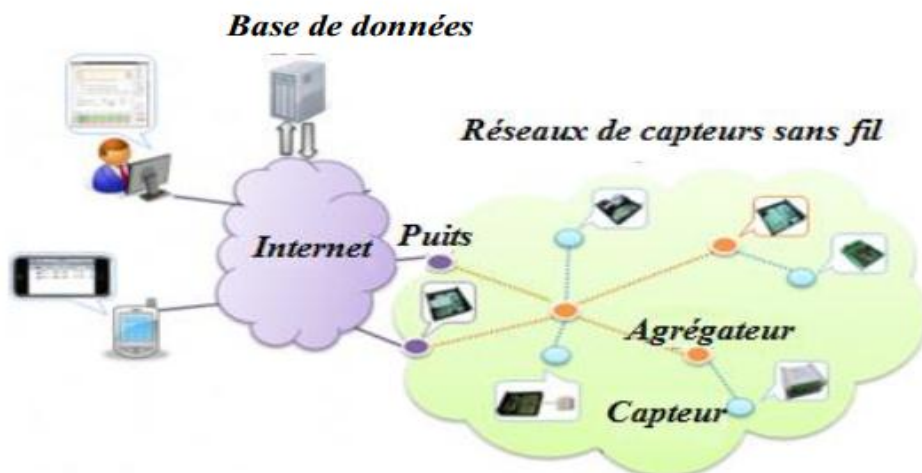 Base de données
Réseaux de capteurs sans fil
Internet
Puits
Agrégateur
Capteur